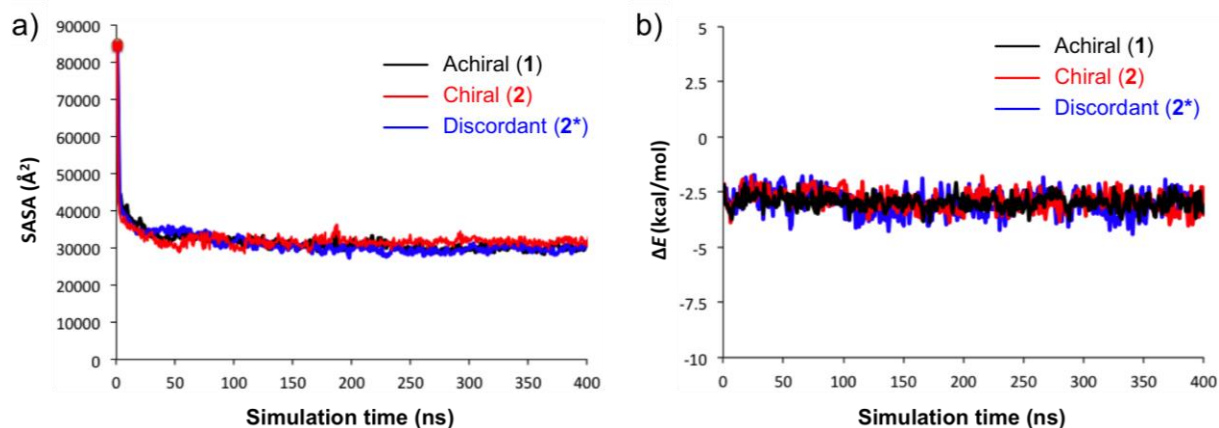 a)
SASA (Å²)
90000
80000
70000
60000
50000
40000
30000
20000
10000
0
0 50 100 150 200 250 300 350 400
Simulation time (ns)
Achiral (1)
Chiral (2)
Discordant (2*)
b)
ΔE (kcal/mol)
5
2.5
0
-2.5
-5
-7.5
-10
0 50 100 150 200 250 300 350 400
Simulation time (ns)
Achiral (1)
Chiral (2)
Discordant (2*)